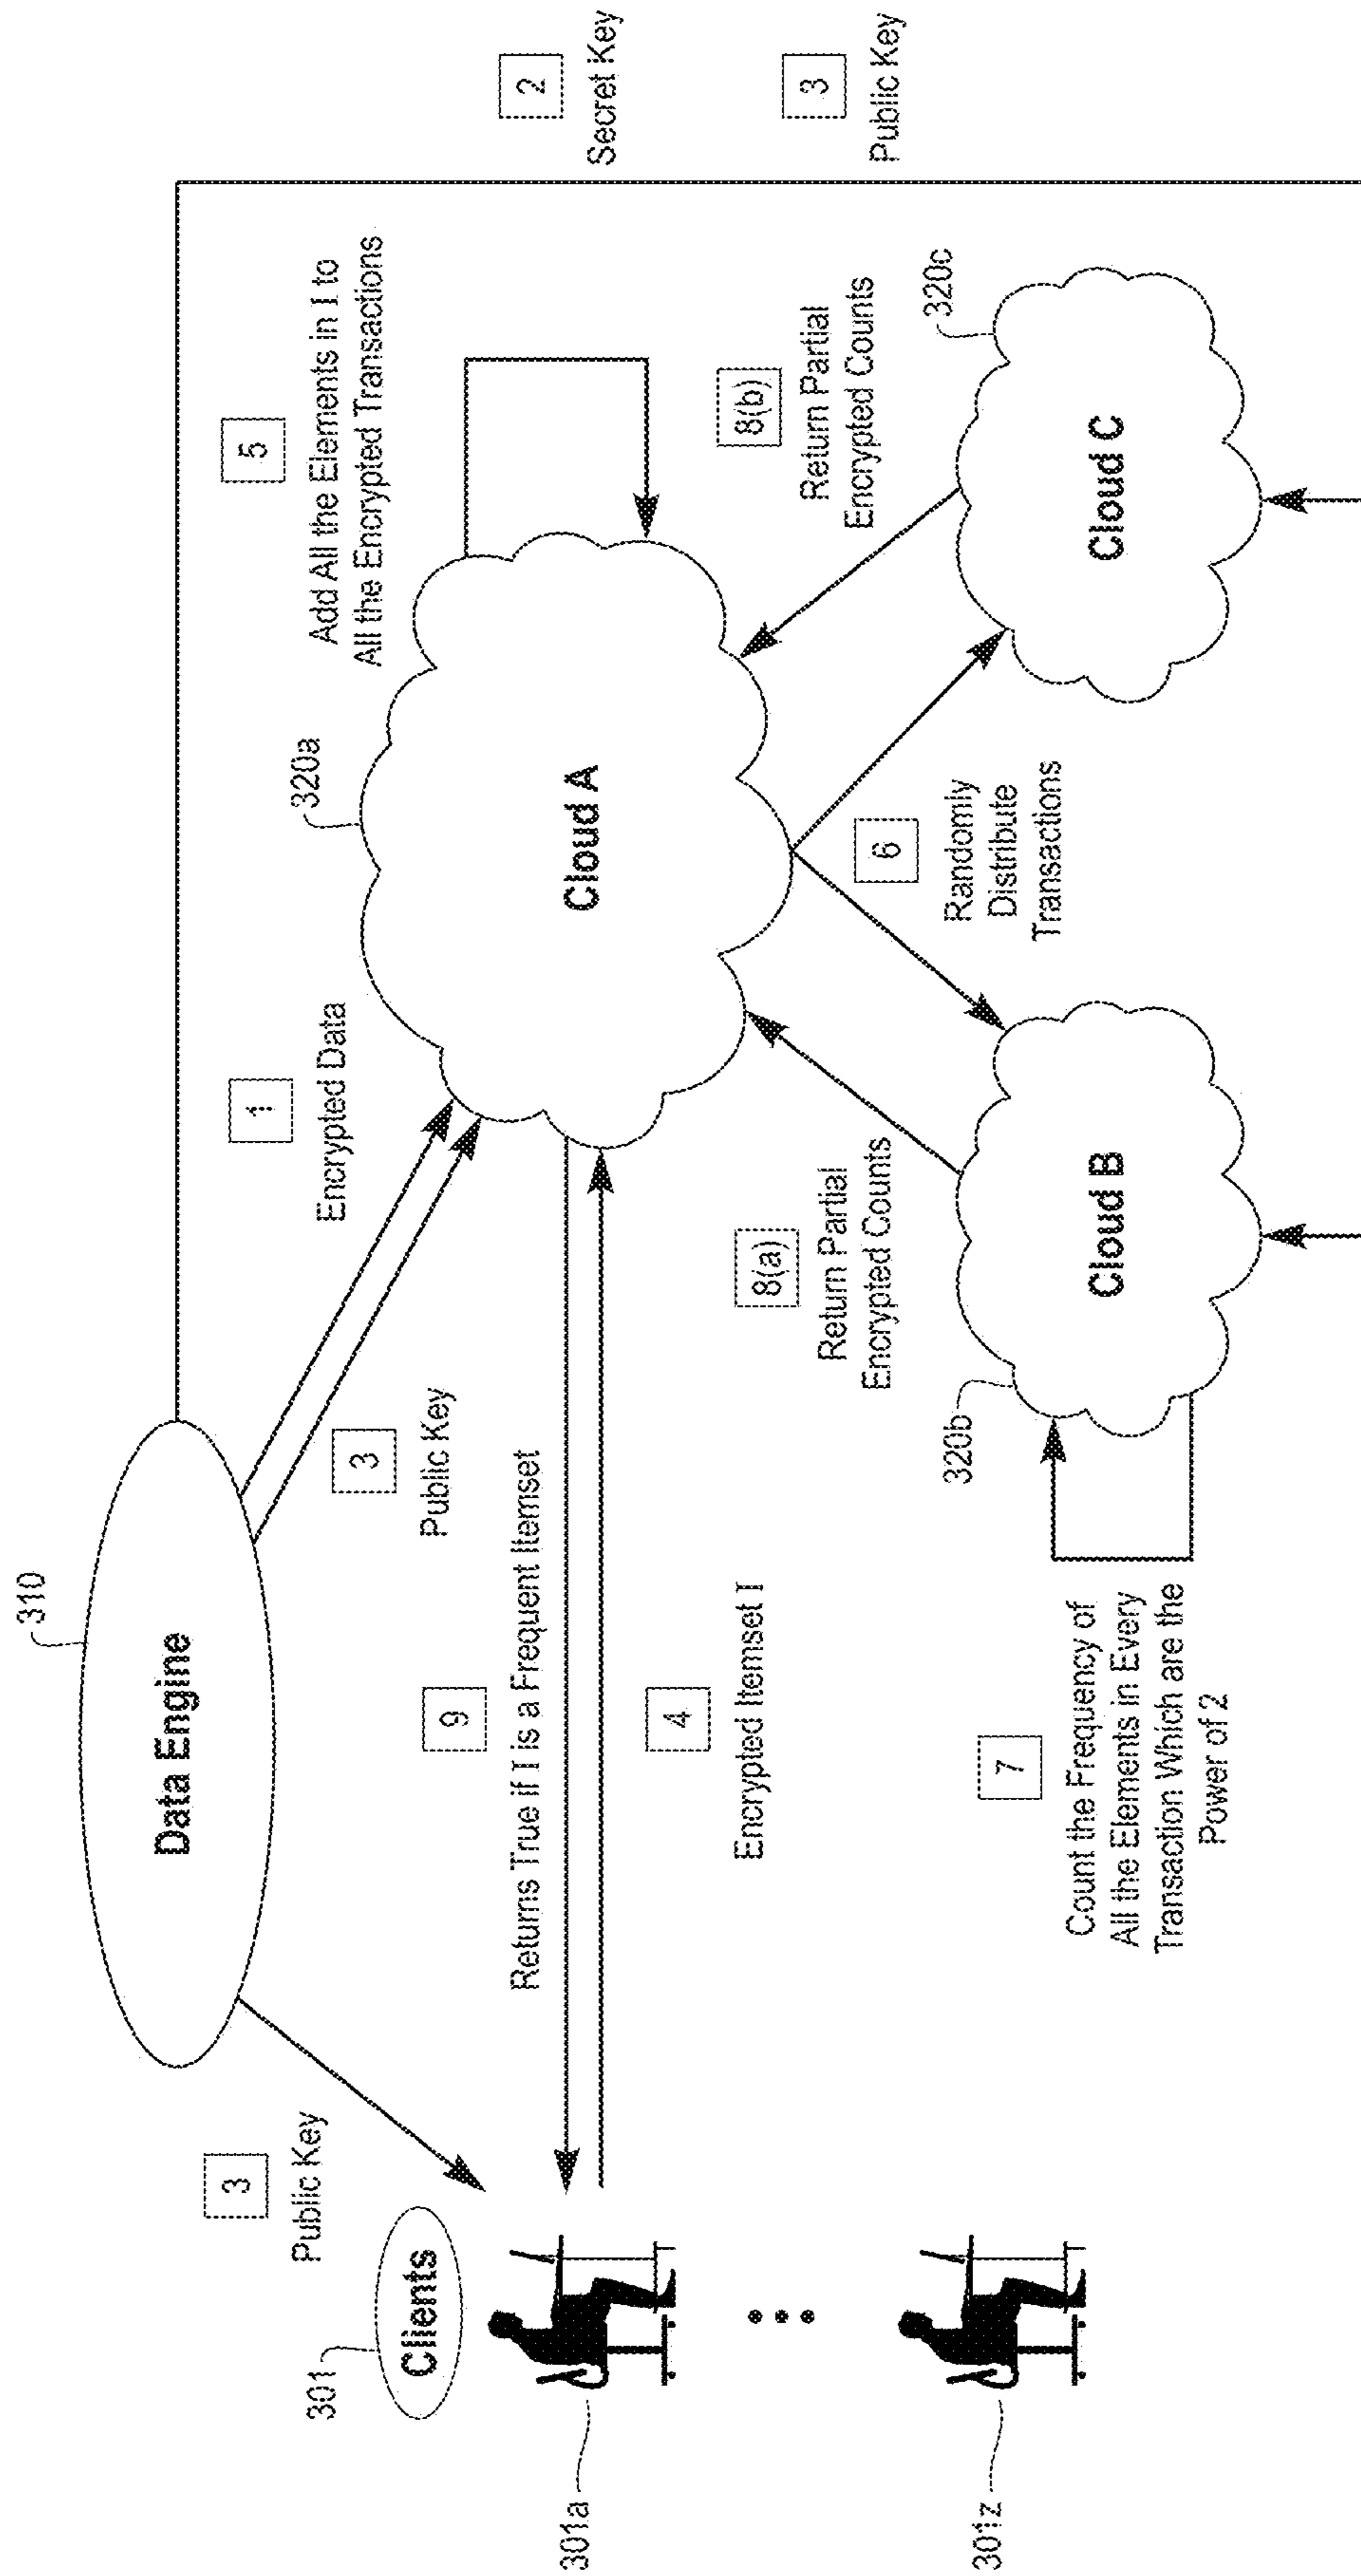 310
Data Engine
3
Public Key
301
Clients
301a
301z
1
Encrypted Data
3
Public Key
9
Returns True if I is a Frequent Itemset
4
Encrypted Itemset I
320a
Cloud A
5
Add All the Elements in I to
All the Encrypted Transactions
2
Secret Key
3
Public Key
8(a)
Return Partial
Encrypted Counts
6
Randomly
Distribute
Transactions
8(b)
Return Partial
Encrypted Counts
7
Count the Frequency of
All the Elements in Every
Transaction Which are the
Power of 2
320b
Cloud B
320c
Cloud C